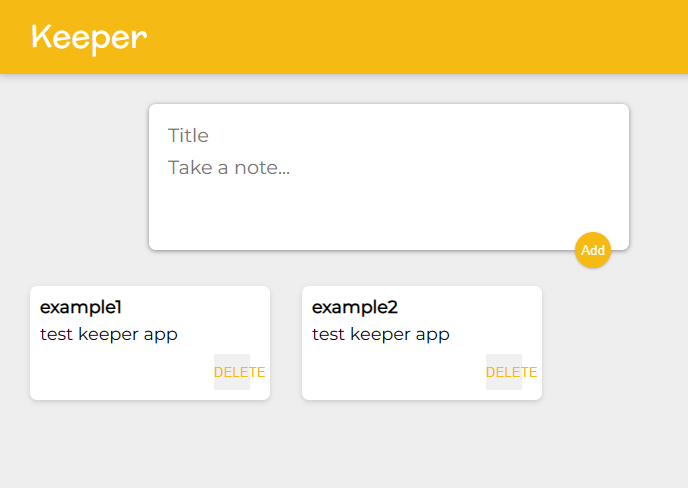 Keeper
Title
Take a note...
Add
example1
test keeper app
DELETE
example2
test keeper app
DELETE